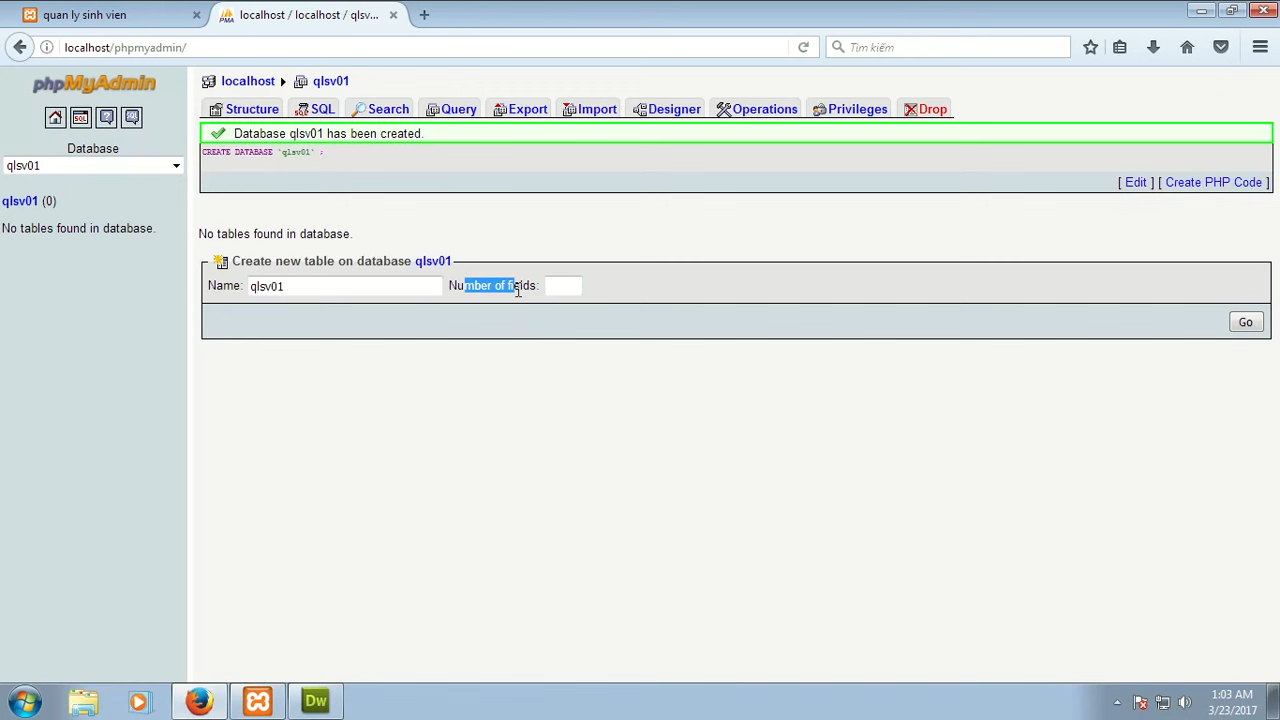 quan ly sinh vien
localhost / localhost / qlsv...
localhost/phpmyadmin/
Tìm kiếm
phpMyAdmin
SQL
Database
qlsv01
qlsv01 (0)
No tables found in database.
localhost qlsv01
Structure SQL Search Query Export Import Designer Operations Privileges Drop
Database qlsv01 has been created.
CREATE DATABASE `qlsv01` ;
[ Edit ] [ Create PHP Code ]
No tables found in database.
Create new table on database qlsv01
Name: qlsv01 Number of fields:
Go
Dw
1:03 AM
3/23/2017